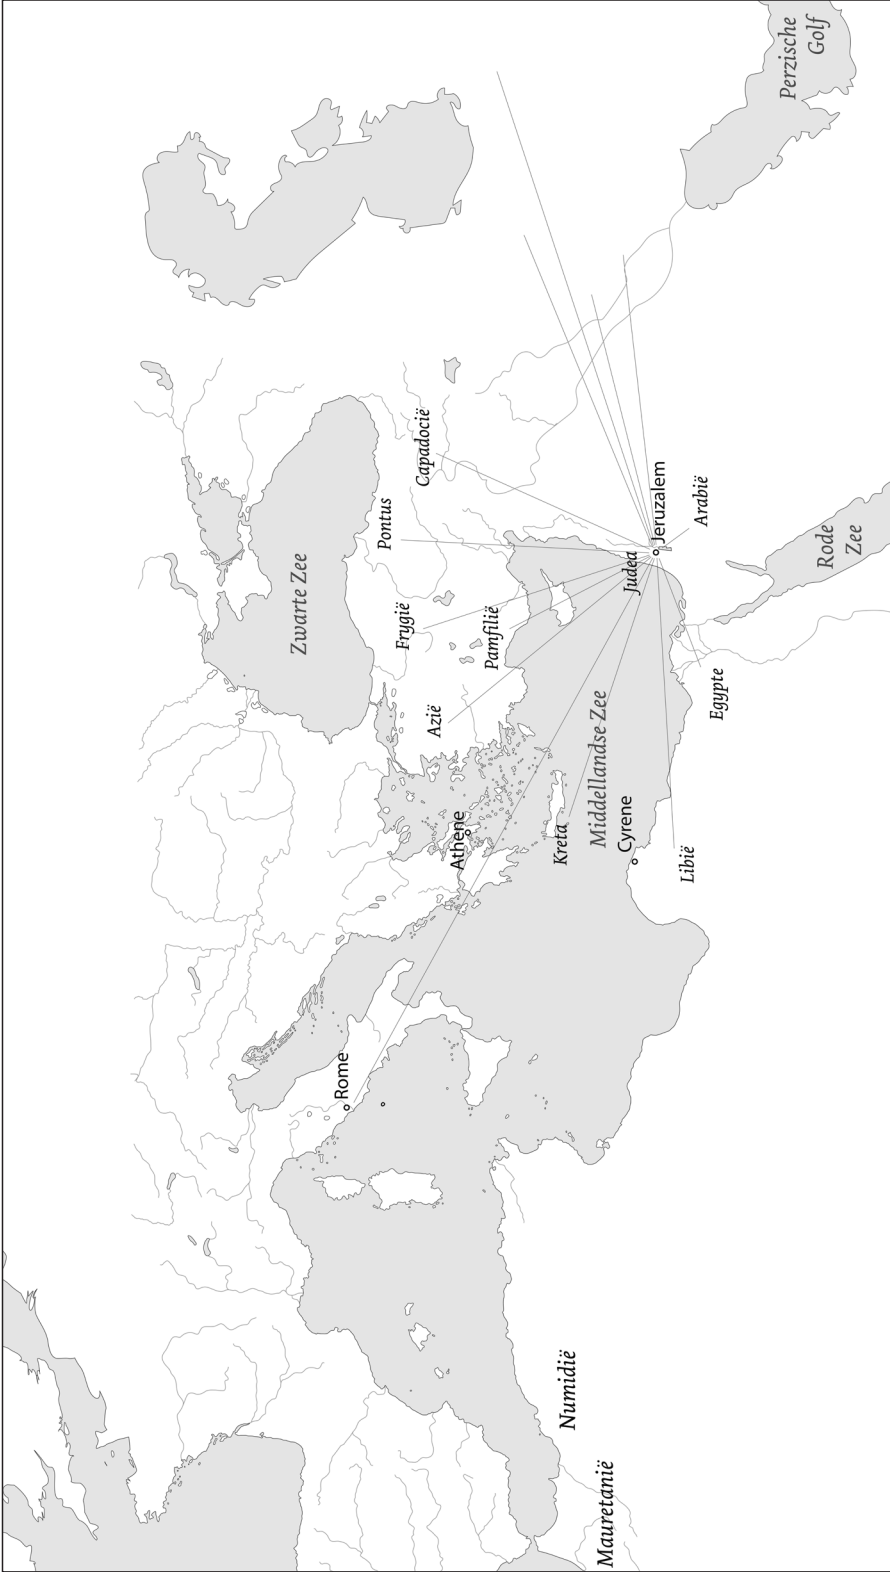 Mauretanië
Numidië
Rome
Athene
Kreta
Cyrene
Libië
Middellandse Zee
Zwarte Zee
Azië
Frygië
Pamfilië
Pontus
Capadocië
Judea
Jeruzalem
Egypte
Arabië
Rode
Zee
Perzische
Golf